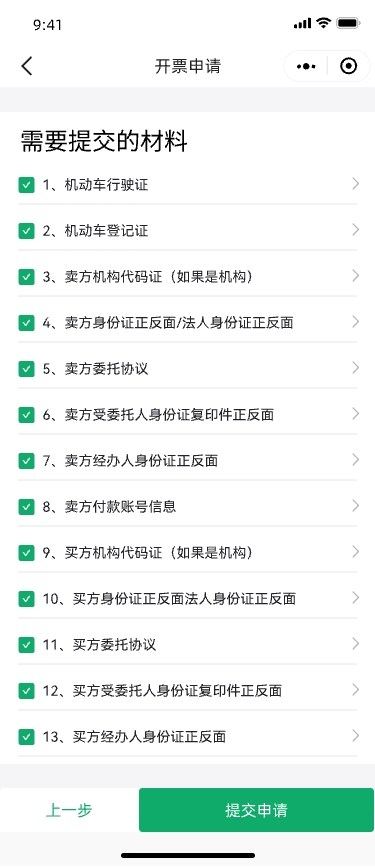 9:41
开票申请
需要提交的材料
1、机动车行驶证
2、机动车登记证
3、卖方机构代码证（如果是机构）
4、卖方身份证正反面/法人身份证正反面
5、卖方委托协议
6、卖方受委托人身份证复印件正反面
7、卖方经办人身份证正反面
8、卖方付款账号信息
9、买方机构代码证（如果是机构）
10、买方身份证正反面法人身份证正反面
11、买方委托协议
12、买方受委托人身份证复印件正反面
13、买方经办人身份证正反面
上一步
提交申请